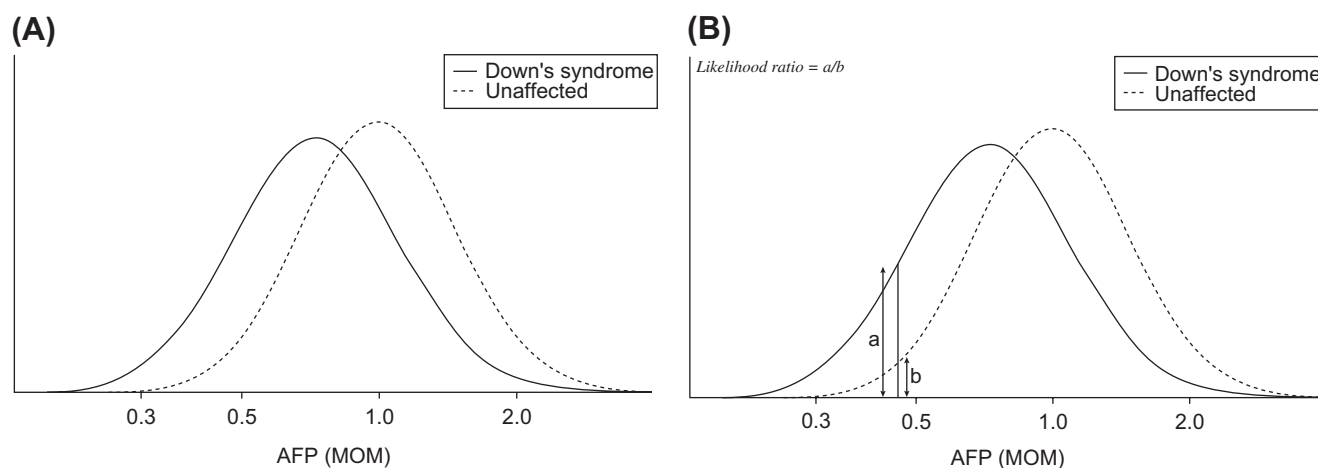 (A)
Down's syndrome
Unaffected
0.3 0.5 1.0 2.0
AFP (MOM)
(B)
Likelihood ratio = a/b
Down's syndrome
Unaffected
a
b
0.3 0.5 1.0 2.0
AFP (MOM)